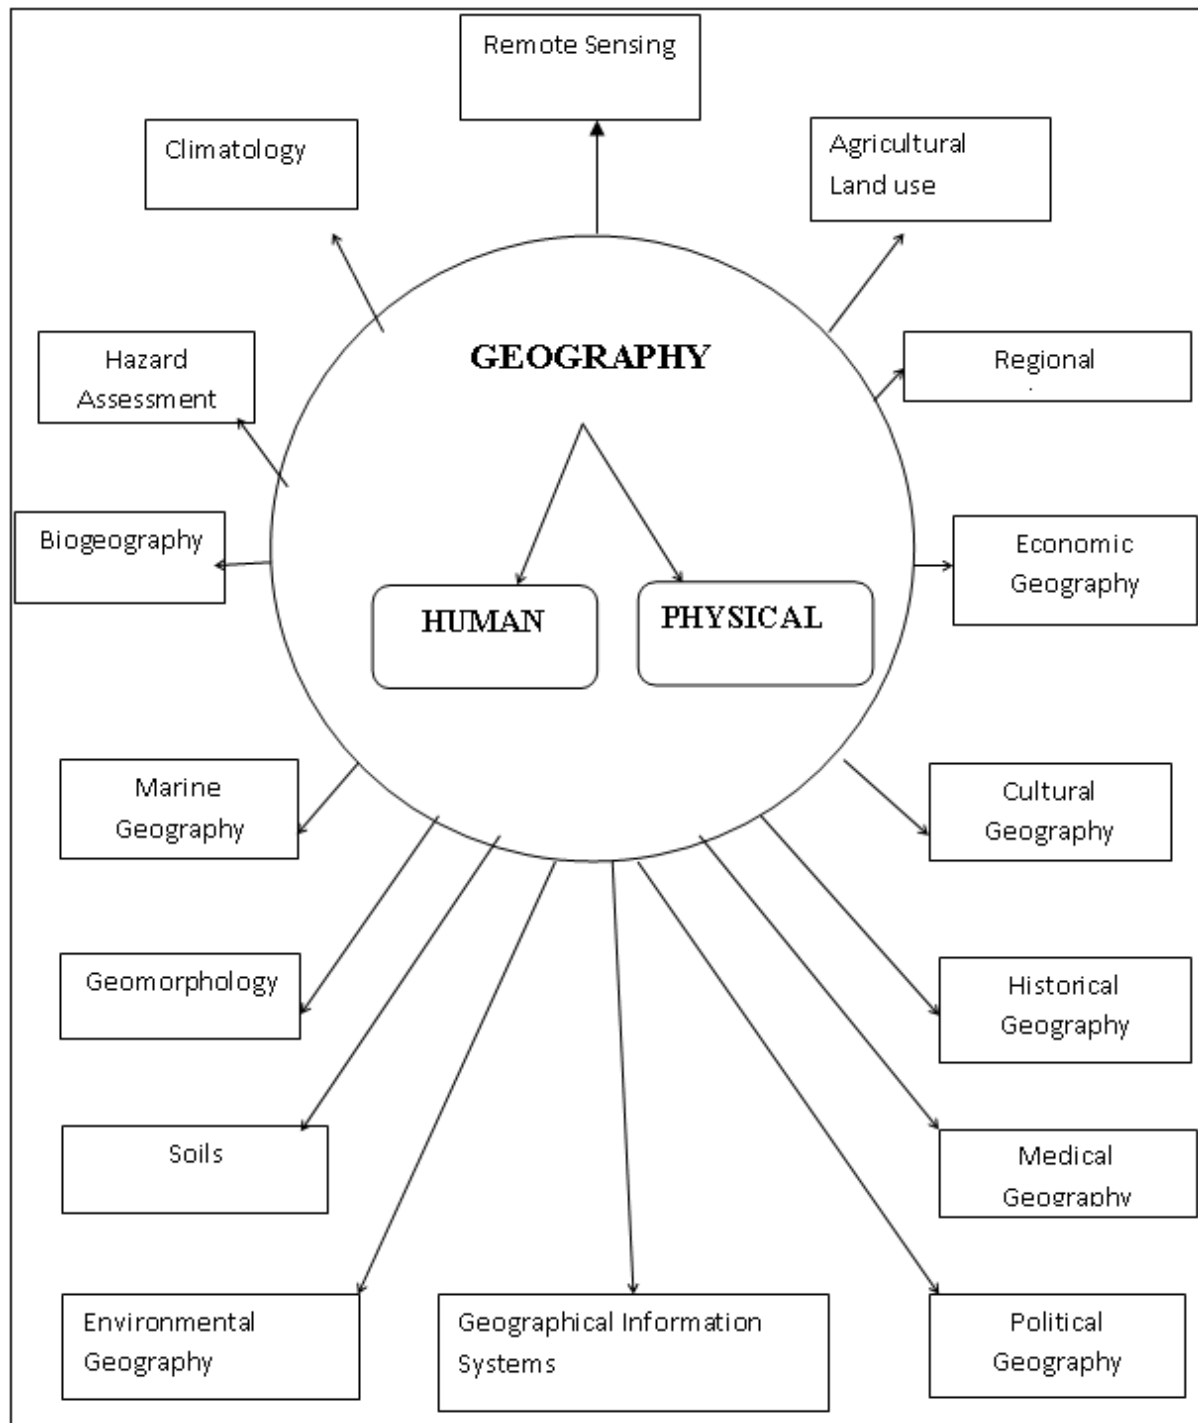 Remote Sensing
Climatology
Agricultural
Land use
GEOGRAPHY
Hazard
Assessment
Regional
Biogeography
Economic
Geography
HUMAN
PHYSICAL
Marine
Geography
Cultural
Geography
Geomorphology
Historical
Geography
Soils
Medical
Geography
Environmental
Geography
Geographical Information
Systems
Political
Geography